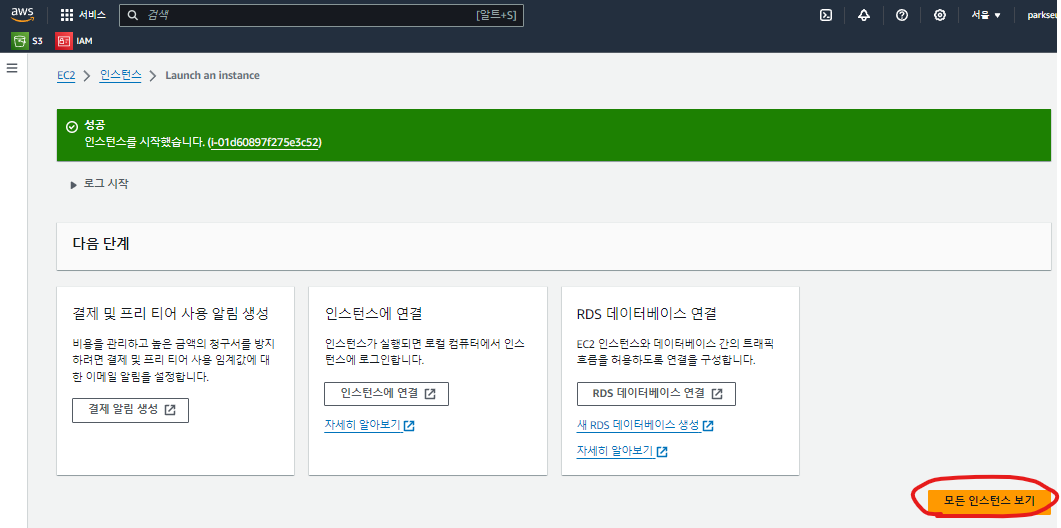 aws
서비스
검색
[알트+S]
서울
parkseu
S3
IAM
EC2
인스턴스
Launch an instance
성공
인스턴스를 시작했습니다. (i-01d60897f275e3c52)
로그 시작
다음 단계
결제 및 프리 티어 사용 알림 생성
비용을 관리하고 높은 금액의 청구서를 방지
하려면 결제 및 프리 티어 사용 임계값에 대
한 이메일 알림을 설정합니다.
결제 알림 생성
인스턴스에 연결
인스턴스가 실행되면 로컬 컴퓨터에서 인스
턴스에 로그인합니다.
인스턴스에 연결
자세히 알아보기
RDS 데이터베이스 연결
EC2 인스턴스와 데이터베이스 간의 트래픽
흐름을 허용하도록 연결을 구성합니다.
RDS 데이터베이스 연결
새 RDS 데이터베이스 생성
자세히 알아보기
모든 인스턴스 보기